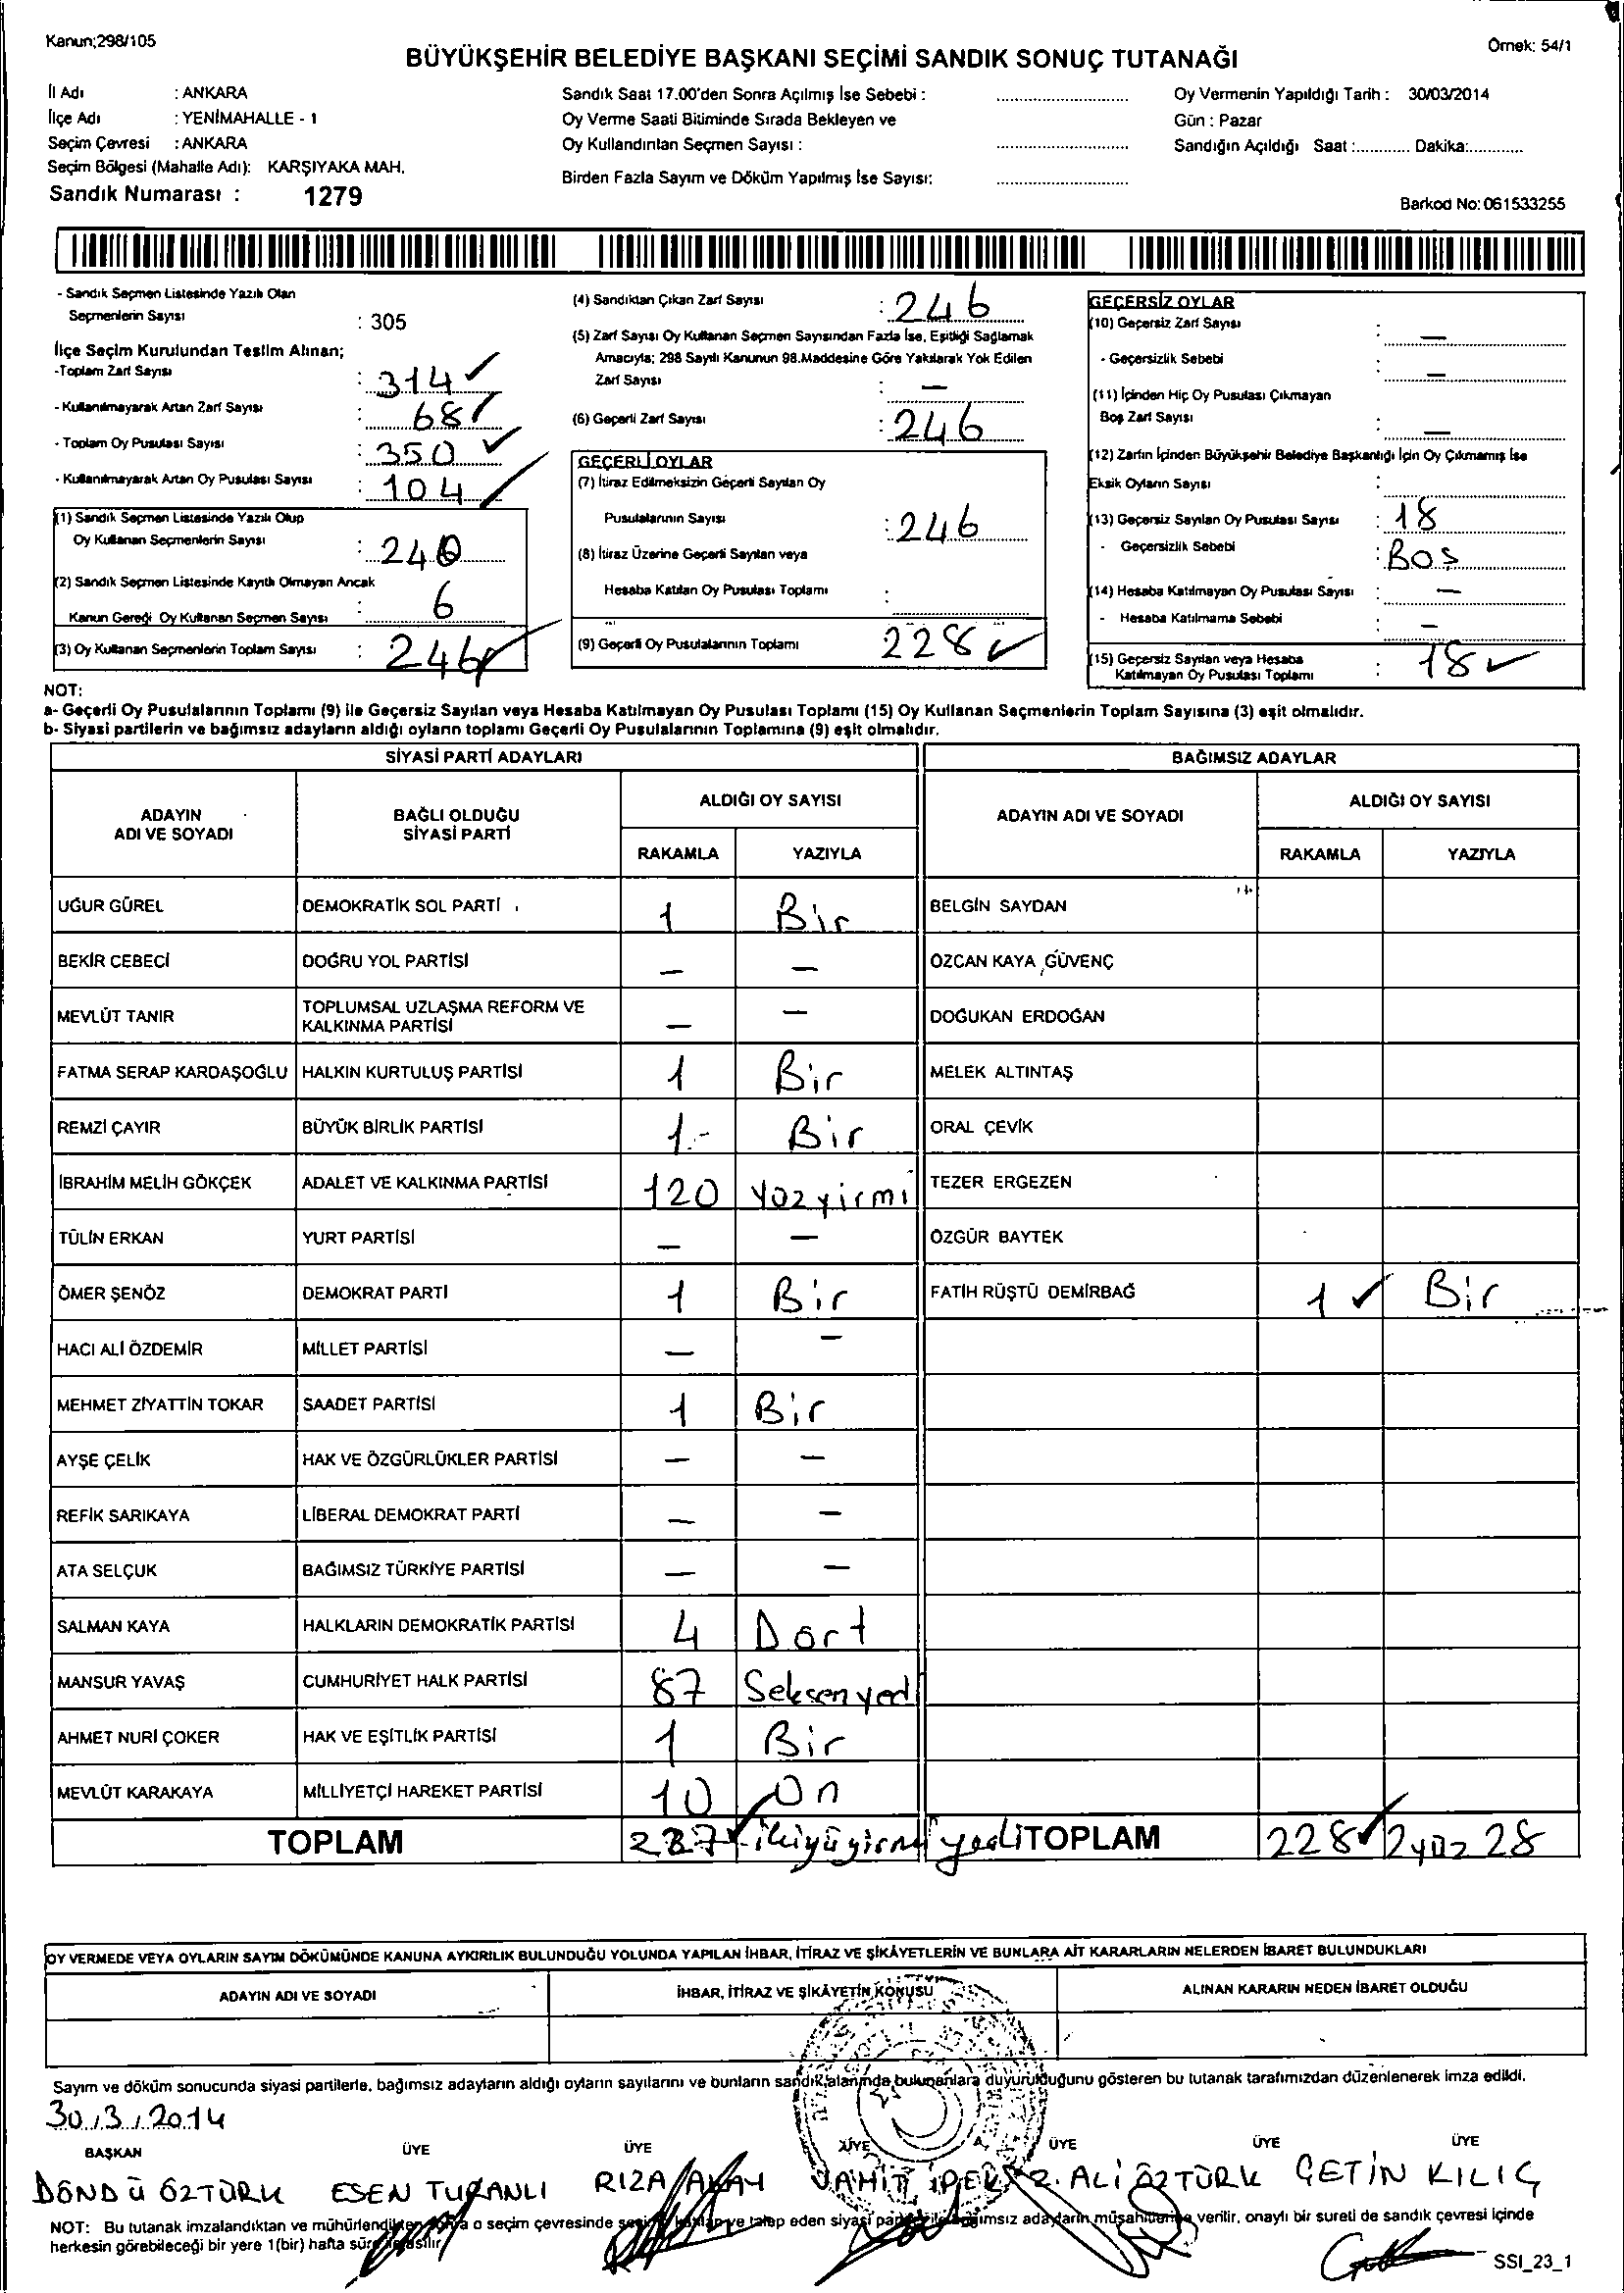 Kanun;298/105
Örnek: 54/1
BÜYÜKŞEHİR BELEDİYE BAŞKANI SEÇİMİ SANDIK SONUÇ TUTANAĞI
İl Adı : ANKARA
İlçe Adı : YENİMAHALLE - 1
Seçim Çevresi : ANKARA
Seçim Bölgesi (Mahalle Adı): KARŞIYAKA MAH.
Sandık Numarası : 1279
Sandık Saat 17.00'den Sonra Açılmış İse Sebebi :
Oy Verme Saati Bitiminde Sırada Bekleyen ve
Oy Kullandırılan Seçmen Sayısı :
Birden Fazla Sayım ve Döküm Yapılmış İse Sayısı:
Oy Vermenin Yapıldığı Tarih : 30/03/2014
Gün : Pazar
Sandığın Açıldığı Saat :............ Dakika:............
Barkod No: 061533255
- Sandık Seçmen Listesinde Yazılı Olan
Seçmenlerin Sayısı : 305
İlçe Seçim Kurulundan Teslim Alınan;
-Toplam Zarf Sayısı : 314 ✓
- Kullanılmayarak Artan Zarf Sayısı : 68 ✓
- Toplam Oy Pusulası Sayısı : 350 ✓
- Kullanılmayarak Artan Oy Pusulası Sayısı : 104 ✓
(1) Sandık Seçmen Listesinde Yazılı Olup
Oy Kullanan Seçmenlerin Sayısı : 240
(2) Sandık Seçmen Listesinde Kayıtlı Olmayan Ancak
Kanun Gereği Oy Kullanan Seçmen Sayısı : 6
(3) Oy Kullanan Seçmenlerin Toplam Sayısı : 246 ✓
(4) Sandıktan Çıkan Zarf Sayısı : 246
(5) Zarf Sayısı Oy Kullanan Seçmen Sayısından Fazla İse, Eşitliği Sağlamak
Amacıyla; 298 Sayılı Kanunun 98.Maddesine Göre Yakılarak Yok Edilen
Zarf Sayısı : —
(6) Geçerli Zarf Sayısı : 246
GEÇERLİ OYLAR
(7) İtiraz Edilmeksizin Geçerli Sayılan Oy
Pusulalarının Sayısı : 246
(8) İtiraz Üzerine Geçerli Sayılan veya
Hesaba Katılan Oy Pusulası Toplamı :
(9) Geçerli Oy Pusulalarının Toplamı 228 ✓
GEÇERSİZ OYLAR
(10) Geçersiz Zarf Sayısı : —
- Geçersizlik Sebebi : —
(11) İçinden Hiç Oy Pusulası Çıkmayan
Boş Zarf Sayısı : —
(12) Zarfın İçinden Büyükşehir Belediye Başkanlığı İçin Oy Çıkmamış İse
Eksik Oyların Sayısı :
(13) Geçersiz Sayılan Oy Pusulası Sayısı : 18
- Geçersizlik Sebebi : BOŞ
(14) Hesaba Katılmayan Oy Pusulası Sayısı : —
- Hesaba Katılmama Sebebi : —
(15) Geçersiz Sayılan veya Hesaba
Katılmayan Oy Pusulası Toplamı : 18 ✓
NOT:
a- Geçerli Oy Pusulalarının Toplamı (9) ile Geçersiz Sayılan veya Hesaba Katılmayan Oy Pusulası Toplamı (15) Oy Kullanan Seçmenlerin Toplam Sayısına (3) eşit olmalıdır.
b- Siyasi partilerin ve bağımsız adayların aldığı oyların toplamı Geçerli Oy Pusulalarının Toplamına (9) eşit olmalıdır.
SİYASİ PARTİ ADAYLARI BAĞIMSIZ ADAYLAR
ADAYIN ADI VE SOYADI BAĞLI OLDUĞU SİYASİ PARTİ ALDIĞI OY SAYISI ADAYIN ADI VE SOYADI ALDIĞI OY SAYISI
RAKAMLA YAZIYLA RAKAMLA YAZIYLA
UĞUR GÜREL DEMOKRATİK SOL PARTİ 1 Bir BELGİN SAYDAN
BEKİR CEBECİ DOĞRU YOL PARTİSİ — — ÖZCAN KAYA GÜVENÇ
MEVLÜT TANIR TOPLUMSAL UZLAŞMA REFORM VE KALKINMA PARTİSİ — — DOĞUKAN ERDOĞAN
FATMA SERAP KARDAŞOĞLU HALKIN KURTULUŞ PARTİSİ 1 Bir MELEK ALTINTAŞ
REMZİ ÇAYIR BÜYÜK BİRLİK PARTİSİ 1.- Bir ORAL ÇEVİK
İBRAHİM MELİH GÖKÇEK ADALET VE KALKINMA PARTİSİ 120 Yüzyirmi TEZER ERGEZEN
TÜLİN ERKAN YURT PARTİSİ — — ÖZGÜR BAYTEK
ÖMER ŞENÖZ DEMOKRAT PARTİ 1 Bir FATİH RÜŞTÜ DEMİRBAĞ 1 ✓ Bir
HACI ALİ ÖZDEMİR MİLLET PARTİSİ — —
MEHMET ZİYATTİN TOKAR SAADET PARTİSİ 1 Bir
AYŞE ÇELİK HAK VE ÖZGÜRLÜKLER PARTİSİ — —
REFİK SARIKAYA LİBERAL DEMOKRAT PARTİ — —
ATA SELÇUK BAĞIMSIZ TÜRKİYE PARTİSİ — —
SALMAN KAYA HALKLARIN DEMOKRATİK PARTİSİ 4 Dört
MANSUR YAVAŞ CUMHURİYET HALK PARTİSİ 87 Seksenyedi
AHMET NURİ ÇOKER HAK VE EŞİTLİK PARTİSİ 1 Bir
MEVLÜT KARAKAYA MİLLİYETÇİ HAREKET PARTİSİ 10 On
TOPLAM 227 ✓ ikiyüyirmi yedi TOPLAM 228 ✓ 2yüz 28
OY VERMEDE VEYA OYLARIN SAYIM DÖKÜMÜNDE KANUNA AYKIRILIK BULUNDUĞU YOLUNDA YAPILAN İHBAR, İTİRAZ VE ŞİKÂYETLERİN VE BUNLARA AİT KARARLARIN NELERDEN İBARET BULUNDUKLARI
ADAYIN ADI VE SOYADI İHBAR, İTİRAZ VE ŞİKÂYETİN KONUSU ALINAN KARARIN NEDEN İBARET OLDUĞU
Sayım ve döküm sonucunda siyasi partilerle, bağımsız adayların aldığı oyların sayılarını ve bunların sandık alanında bulunanlara duyurulduğunu gösteren bu tutanak tarafımızdan düzenlenerek imza edildi.
30./3./2014
BAŞKAN ÜYE ÜYE ÜYE ÜYE ÜYE ÜYE
DÖNDÜ ÖZTÜRK ESEN TURANLI RIZA AKAY VAHİT İPEK R. ALİ ÖZTÜRK ÇETİN KILIÇ
NOT: Bu tutanak imzalandıktan ve mühürlendikten sonra o seçim çevresinde seçime katılan ve talep eden siyasi parti ile bağımsız adayların müşahitlerine verilir, onaylı bir sureti de sandık çevresi içinde
herkesin görebileceği bir yere 1(bir) hafta süre ile asılır.
SSI_23_1